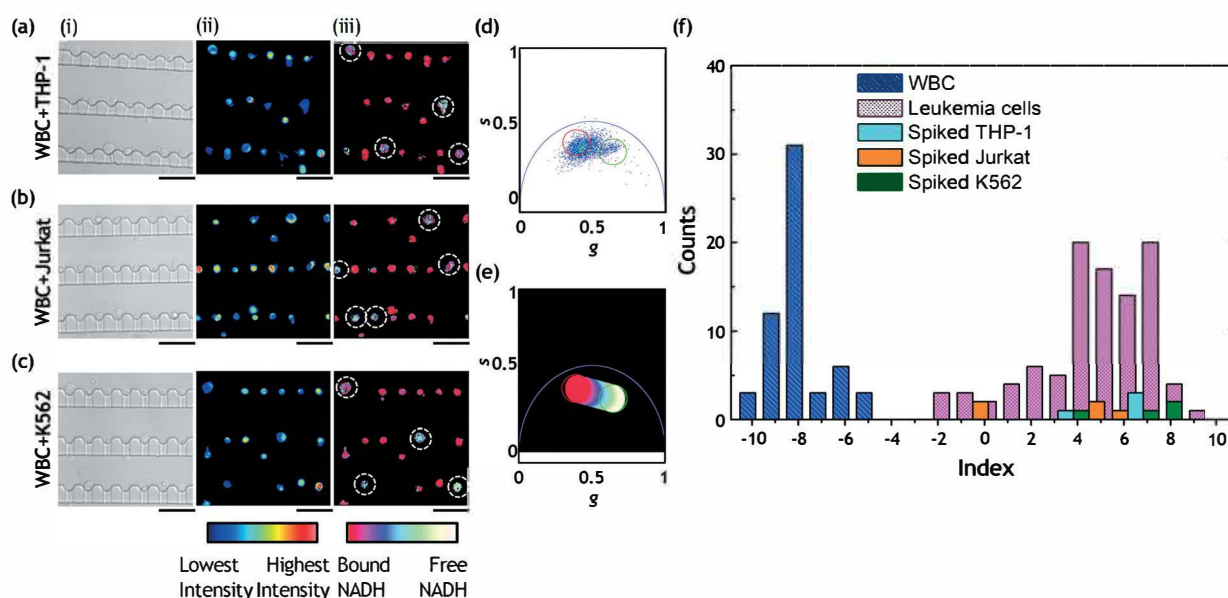 (a)
(i)
(ii)
(iii)
WBC+THP-1
(b)
WBC+Jurkat
(c)
WBC+K562
Lowest Intensity
Highest Intensity
Bound NADH
Free NADH
(d)
1
s
0.5
0
0
0.5
1
g
(e)
1
s
0.5
0
0
0.5
1
g
(f)
40
30
20
10
0
Counts
WBC
Leukemia cells
Spiked THP-1
Spiked Jurkat
Spiked K562
-10
-8
-6
-4
-2
0
2
4
6
8
10
Index